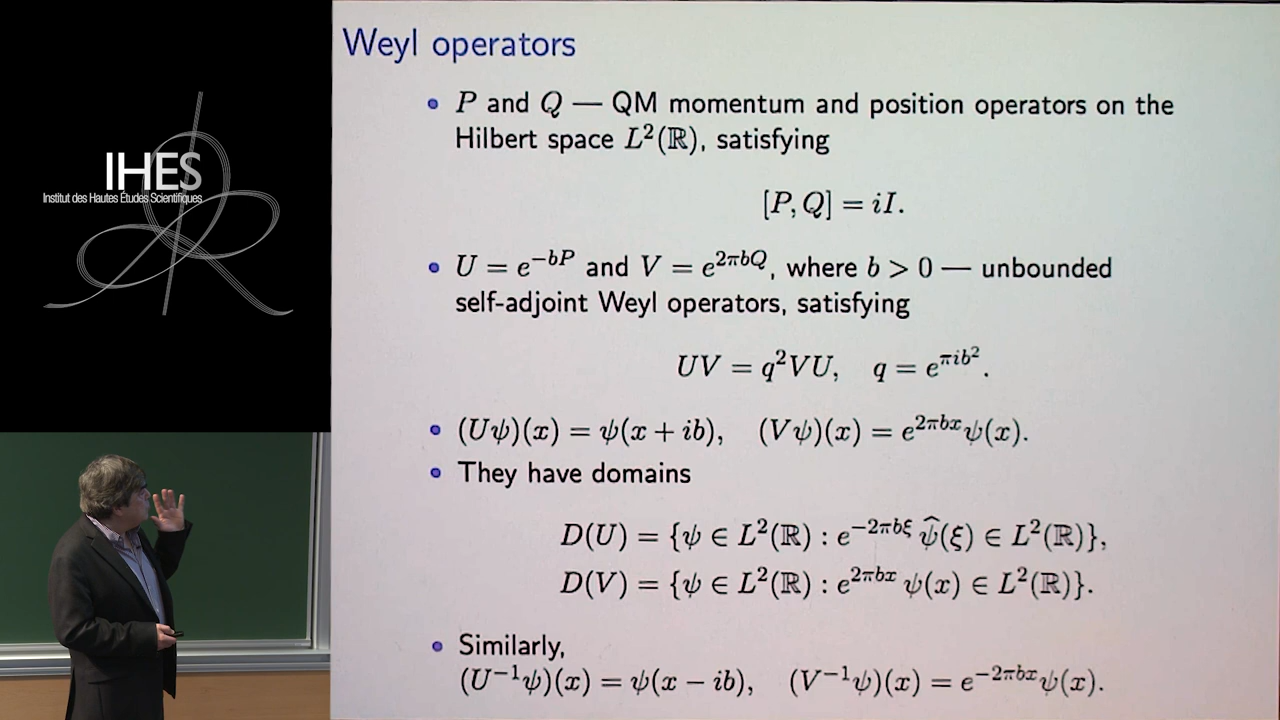 IHES
Institut des Hautes Études Scientifiques
Weyl operators
• P and Q — QM momentum and position operators on the
Hilbert space L²(ℝ), satisfying
[P, Q] = iI.
• U = e^{-bP} and V = e^{2πbQ}, where b > 0 — unbounded
self-adjoint Weyl operators, satisfying
UV = q²VU, q = e^{πib²}.
• (Uψ)(x) = ψ(x + ib), (Vψ)(x) = e^{2πbx}ψ(x).
• They have domains
D(U) = {ψ ∈ L²(ℝ) : e^{-2πbξ} ψ̂(ξ) ∈ L²(ℝ)},
D(V) = {ψ ∈ L²(ℝ) : e^{2πbx} ψ(x) ∈ L²(ℝ)}.
• Similarly,
(U⁻¹ψ)(x) = ψ(x − ib), (V⁻¹ψ)(x) = e^{-2πbx}ψ(x).